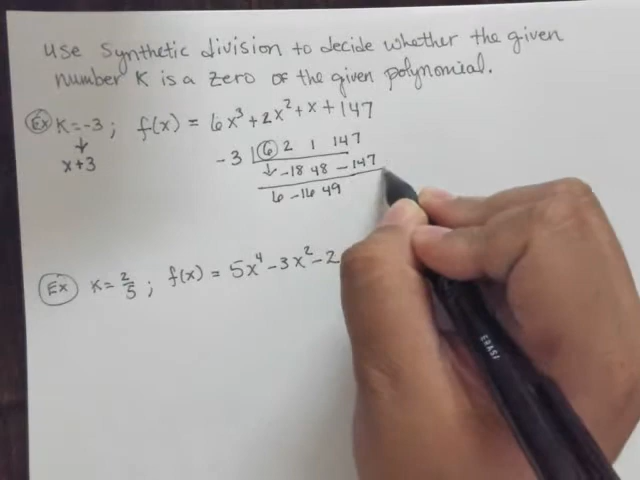 Use Synthetic division to decide whether the given
number K is a Zero of the given polynomial.
Ex K=-3 ; f(x) = 6x³+2x²+x+147
↓
x+3
-3 | 6 2 1 147
↓ -18 48 -147
6 -16 49
Ex K= 2/5 ; f(x) = 5x⁴-3x²-2
ERAS